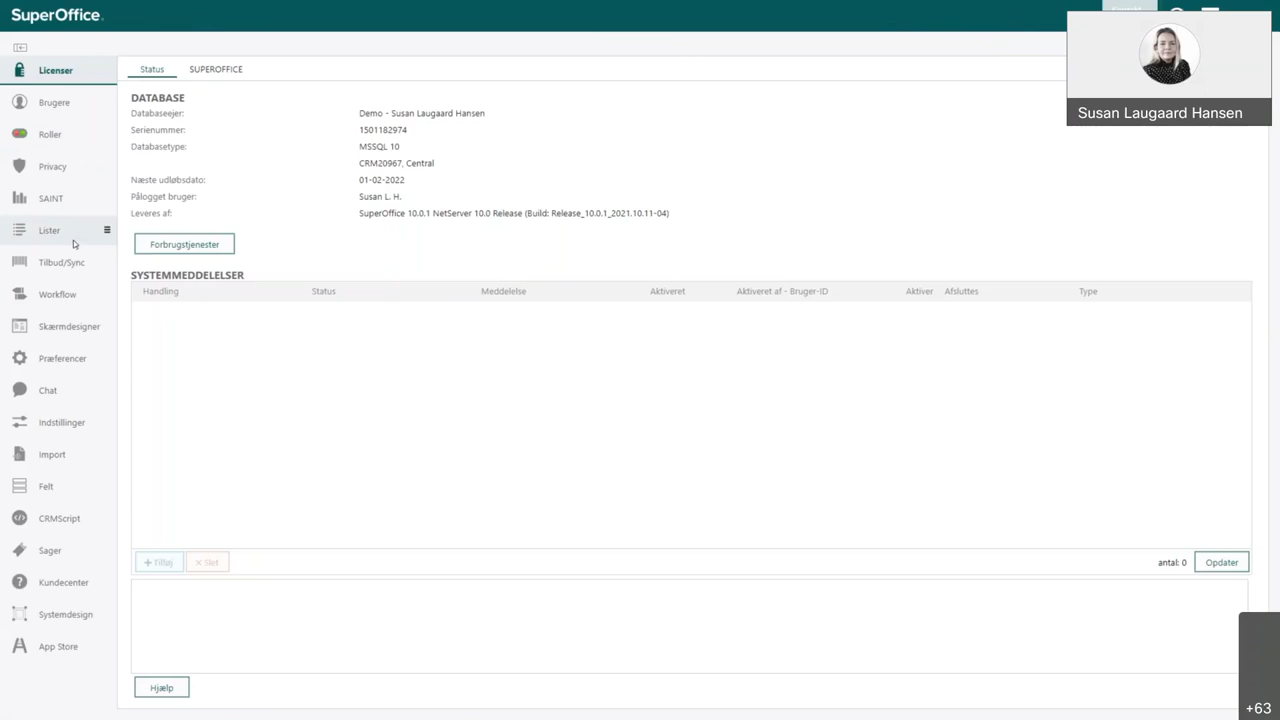 SuperOffice.
Licenser
Brugere
Roller
Privacy
SAINT
Lister
Tilbud/Sync
Workflow
Skærmdesigner
Præferencer
Chat
Indstillinger
Import
Felt
CRMScript
Sager
Kundecenter
Systemdesign
App Store
Status SUPEROFFICE
DATABASE
Databaseejer: Demo - Susan Laugaard Hansen
Serienummer: 1501182974
Databasetype: MSSQL 10
CRM20967, Central
Næste udløbsdato: 01-02-2022
Pålogget bruger: Susan L. H.
Leveres af: SuperOffice 10.0.1 NetServer 10.0 Release (Build: Release_10.0.1_2021.10.11-04)
Forbrugstjenester
SYSTEMMEDDELELSER
Handling Status Meddelelse Aktiveret Aktiveret af - Bruger-ID Aktiver Afsluttes Type
+ Tilføj × Slet antal: 0 Opdater
Hjælp
Susan Laugaard Hansen
+63